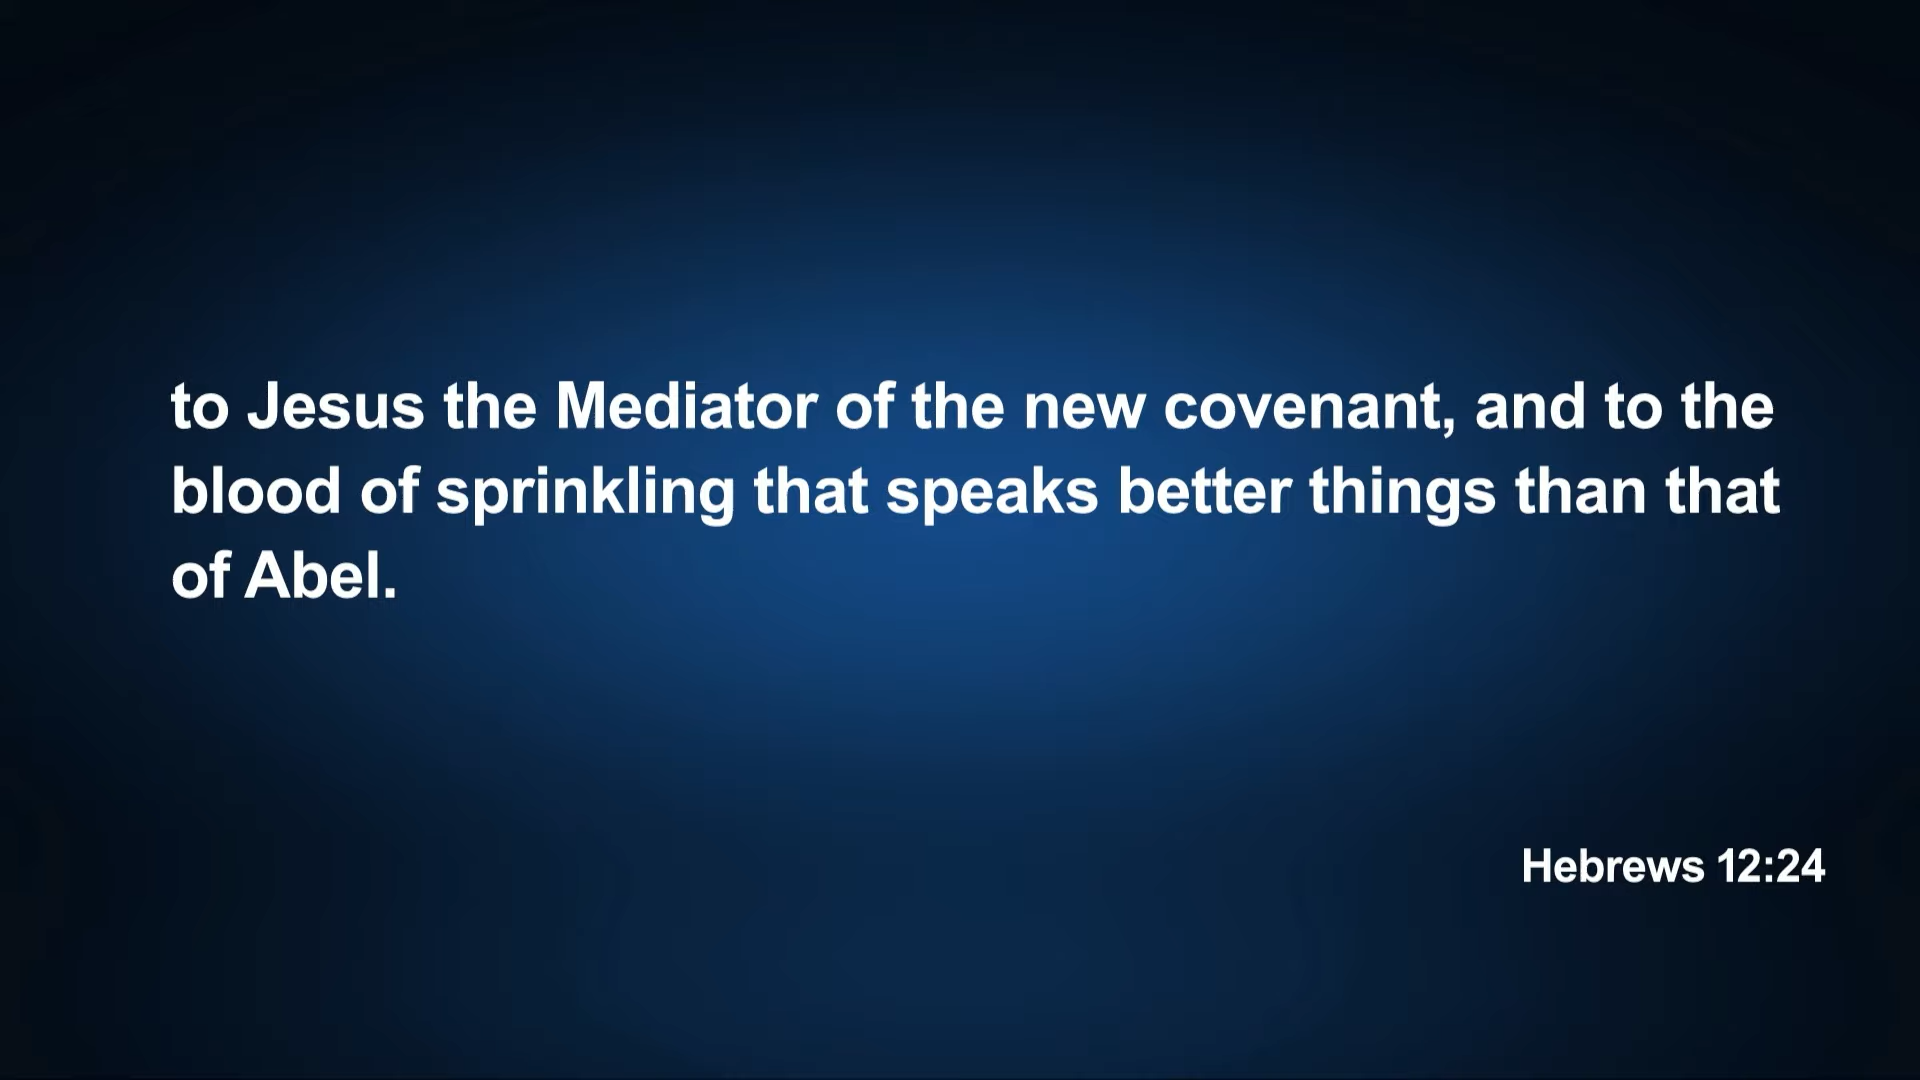 to Jesus the Mediator of the new covenant, and to the
blood of sprinkling that speaks better things than that
of Abel.
Hebrews 12:24